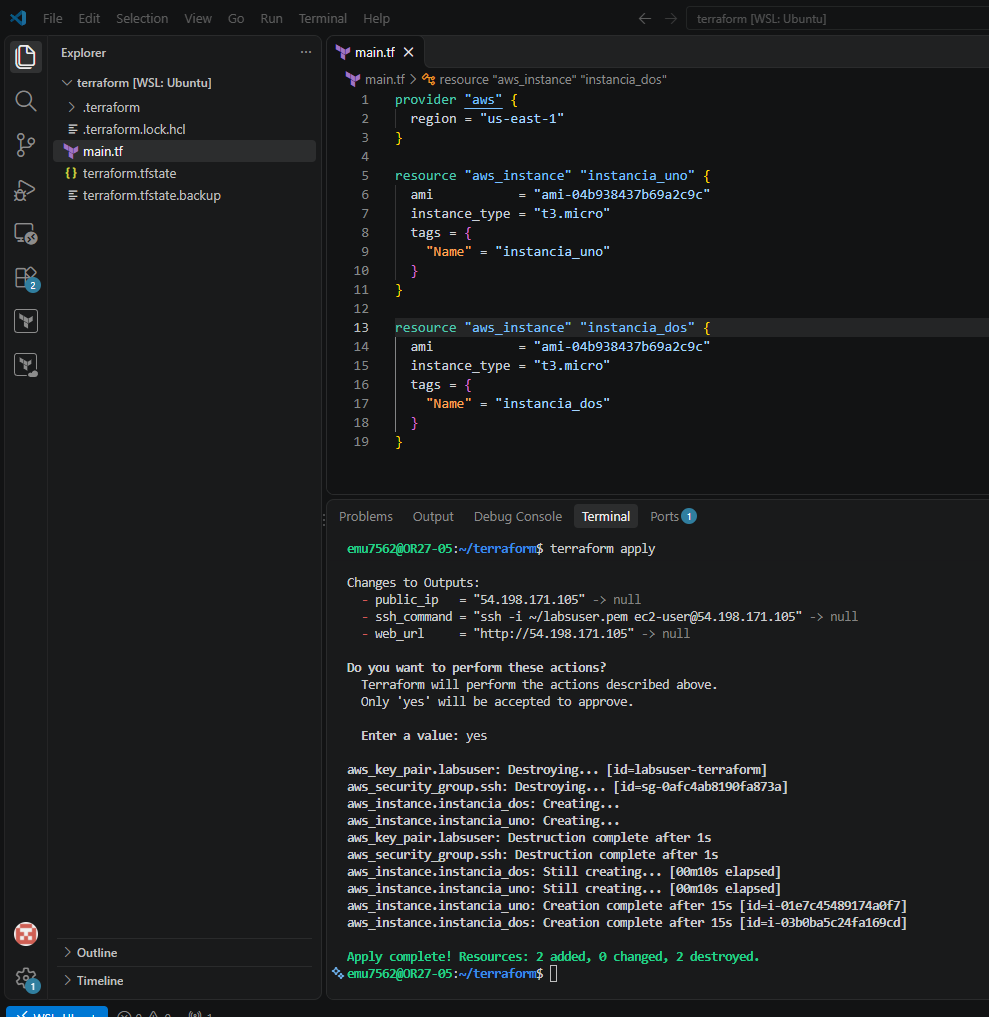 File Edit Selection View Go Run Terminal Help
terraform [WSL: Ubuntu]
Explorer
terraform [WSL: Ubuntu]
.terraform
.terraform.lock.hcl
main.tf
terraform.tfstate
terraform.tfstate.backup
2
Outline
Timeline
1
main.tf
main.tf > resource "aws_instance" "instancia_dos"
1 provider "aws" {
2   region = "us-east-1"
3 }
4
5 resource "aws_instance" "instancia_uno" {
6   ami           = "ami-04b938437b69a2c9c"
7   instance_type = "t3.micro"
8   tags = {
9     "Name" = "instancia_uno"
10   }
11 }
12
13 resource "aws_instance" "instancia_dos" {
14   ami           = "ami-04b938437b69a2c9c"
15   instance_type = "t3.micro"
16   tags = {
17     "Name" = "instancia_dos"
18   }
19 }
Problems Output Debug Console Terminal Ports 1
emu7562@OR27-05:~/terraform$ terraform apply
Changes to Outputs:
  - public_ip   = "54.198.171.105" -> null
  - ssh_command = "ssh -i ~/labsuser.pem ec2-user@54.198.171.105" -> null
  - web_url     = "http://54.198.171.105" -> null
Do you want to perform these actions?
  Terraform will perform the actions described above.
  Only 'yes' will be accepted to approve.
  Enter a value: yes
aws_key_pair.labsuser: Destroying... [id=labsuser-terraform]
aws_security_group.ssh: Destroying... [id=sg-0afc4ab8190fa873a]
aws_instance.instancia_dos: Creating...
aws_instance.instancia_uno: Creating...
aws_key_pair.labsuser: Destruction complete after 1s
aws_security_group.ssh: Destruction complete after 1s
aws_instance.instancia_dos: Still creating... [00m10s elapsed]
aws_instance.instancia_uno: Still creating... [00m10s elapsed]
aws_instance.instancia_uno: Creation complete after 15s [id=i-01e7c45489174a0f7]
aws_instance.instancia_dos: Creation complete after 15s [id=i-03b0ba5c24fa169cd]
Apply complete! Resources: 2 added, 0 changed, 2 destroyed.
emu7562@OR27-05:~/terraform$
WSL: Ubuntu